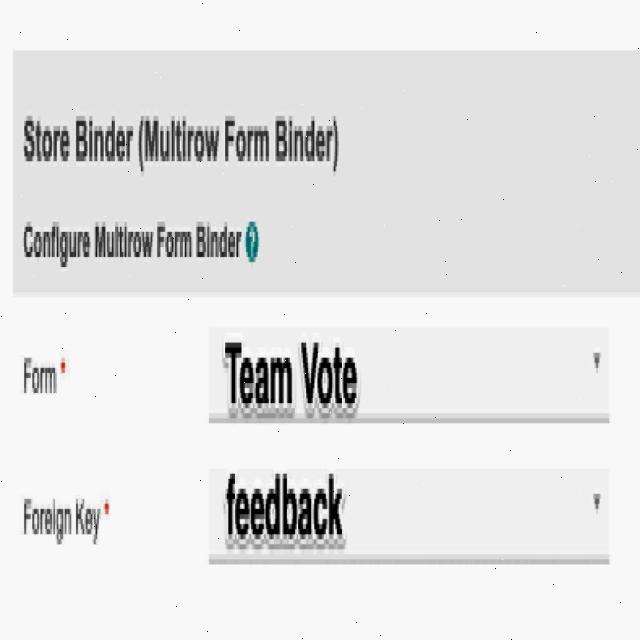 Store Binder (Multirow Form Binder)
Configure Multirow Form Binder ?
Form *
Team Vote
Foreign Key *
feedback